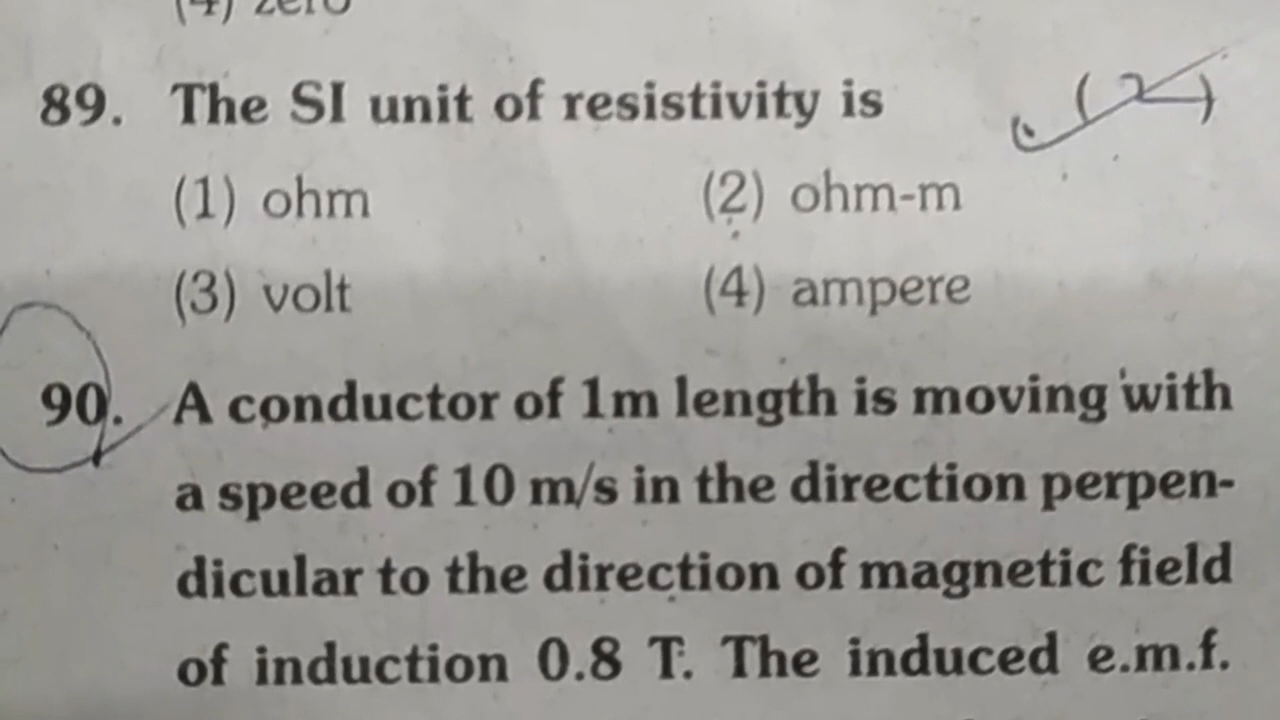 (4) zero
89. The SI unit of resistivity is (2)
(1) ohm (2) ohm-m
(3) volt (4) ampere
90. A conductor of 1m length is moving with
a speed of 10 m/s in the direction perpen-
dicular to the direction of magnetic field
of induction 0.8 T. The induced e.m.f.